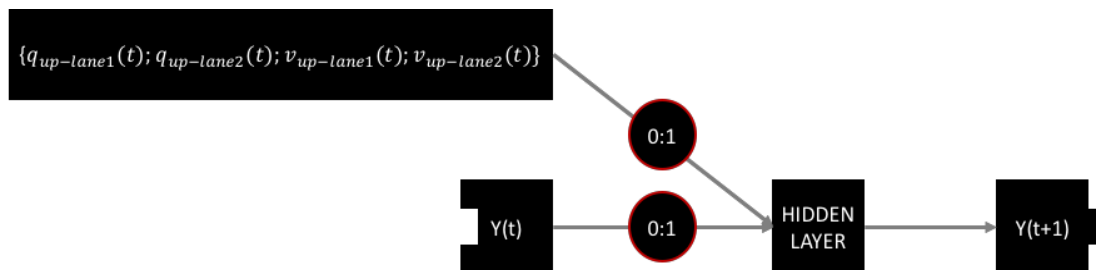 {q_{up-lane1}(t); q_{up-lane2}(t); v_{up-lane1}(t); v_{up-lane2}(t)}
0:1
Y(t)
0:1
HIDDEN
LAYER
Y(t+1)